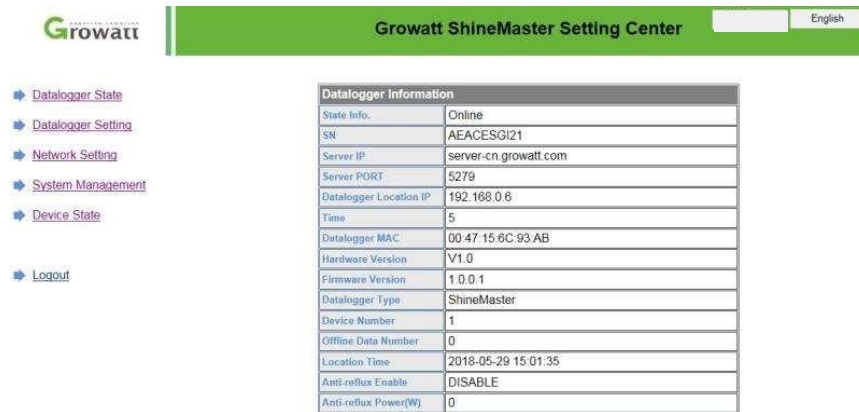 Growatt
Growatt ShineMaster Setting Center
English
Datalogger State
Datalogger Setting
Network Setting
System Management
Device State
Logout
Datalogger Information
State Info. Online
SN AEACESGI21
Server IP server-cn.growatt.com
Server PORT 5279
Datalogger Location IP 192.168.0.6
Time 5
Datalogger MAC 00:47:15:6C:93:AB
Hardware Version V1.0
Firmware Version 1.0.0.1
Datalogger Type ShineMaster
Device Number 1
Offline Data Number 0
Location Time 2018-05-29 15:01:35
Anti-reflux Enable DISABLE
Anti-reflux Power(W) 0